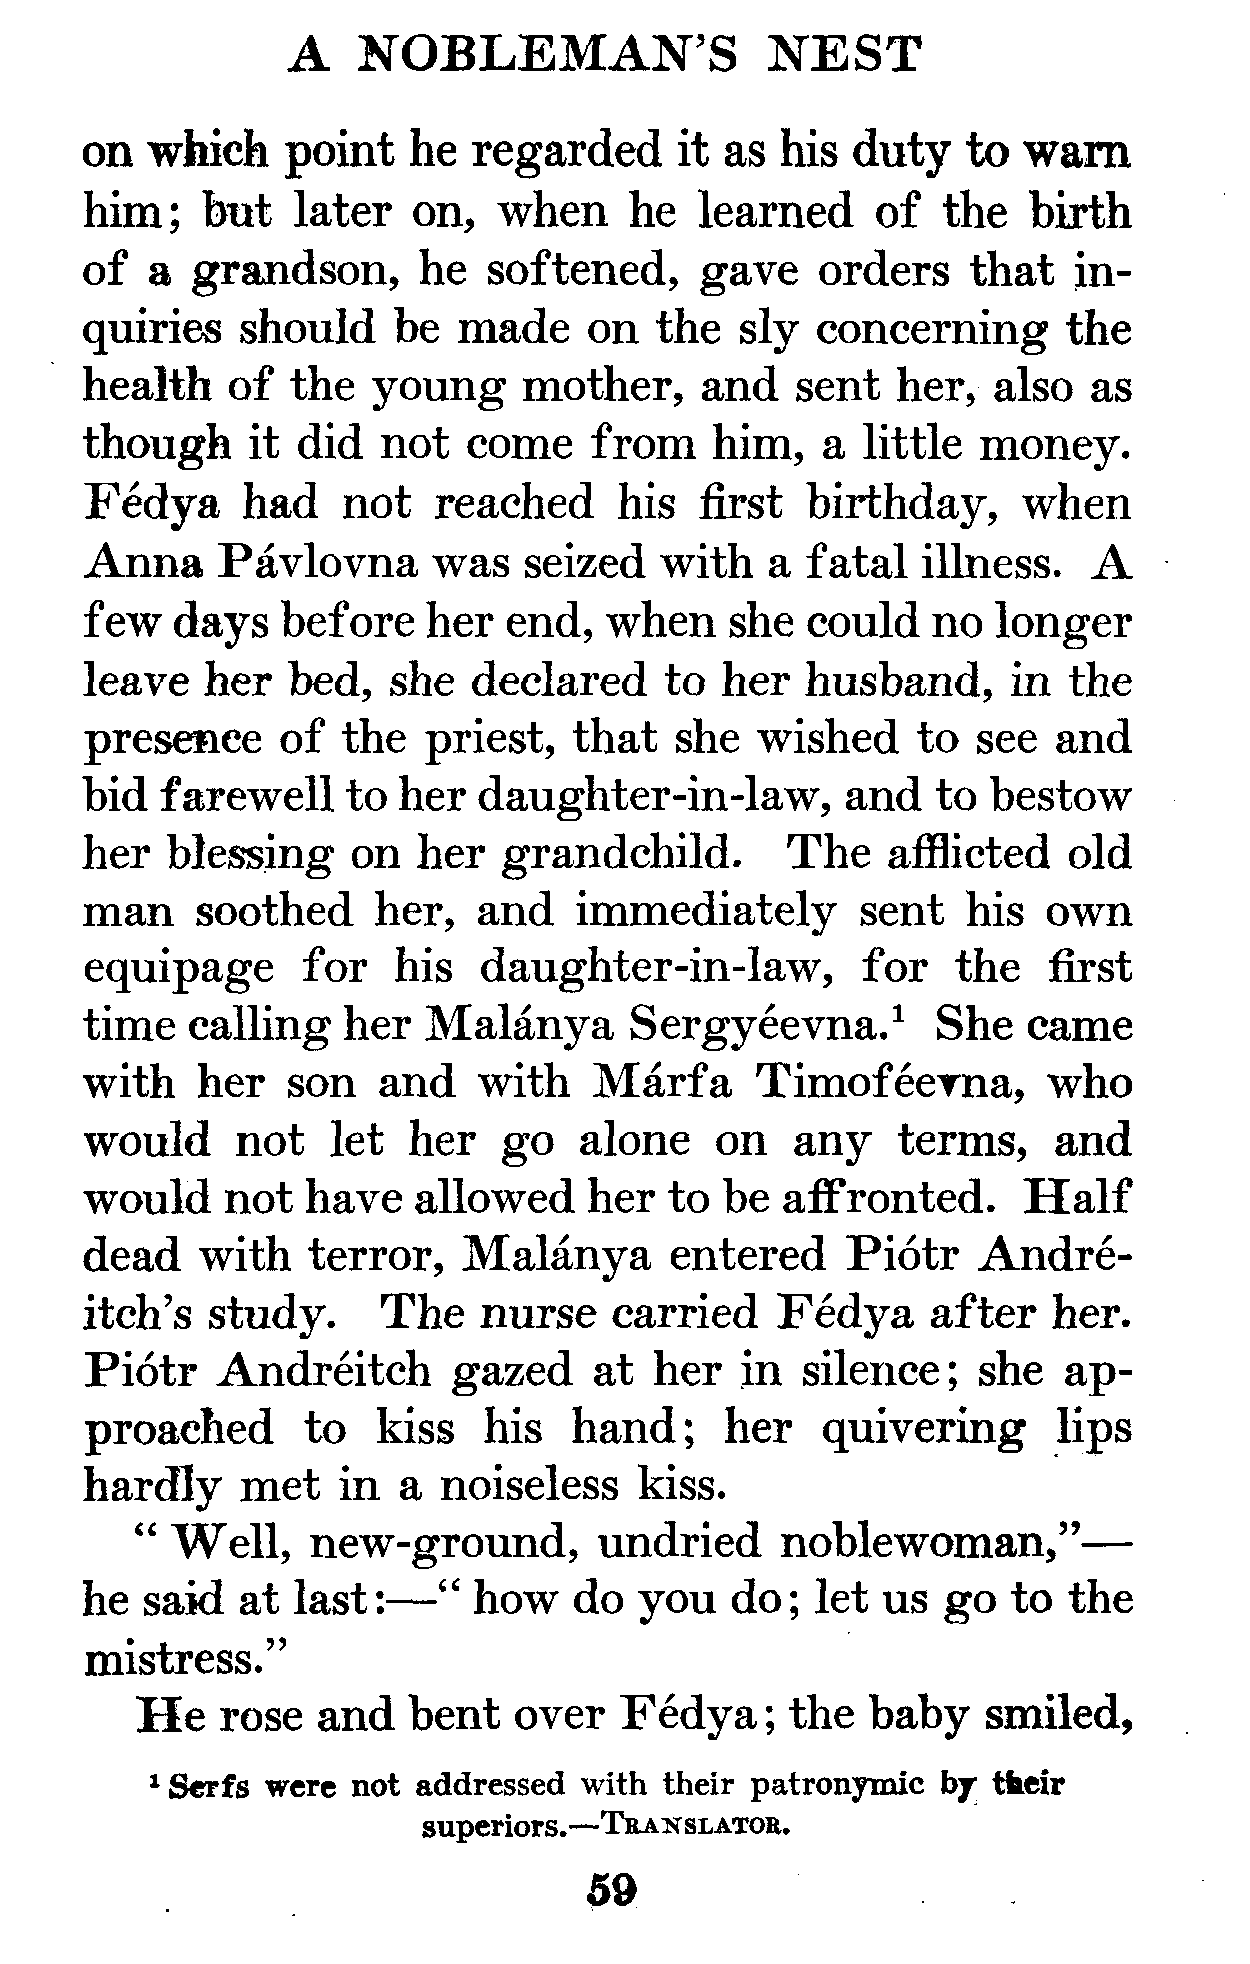 A NOBLEMAN'S NEST
on which point he regarded it as his duty to warn
him; but later on, when he learned of the birth
of a grandson, he softened, gave orders that in-
quiries should be made on the sly concerning the
health of the young mother, and sent her, also as
though it did not come from him, a little money.
Fédya had not reached his first birthday, when
Anna Pávlovna was seized with a fatal illness. A
few days before her end, when she could no longer
leave her bed, she declared to her husband, in the
presence of the priest, that she wished to see and
bid farewell to her daughter-in-law, and to bestow
her blessing on her grandchild. The afflicted old
man soothed her, and immediately sent his own
equipage for his daughter-in-law, for the first
time calling her Malánya Sergyéevna.¹ She came
with her son and with Márfa Timoféevna, who
would not let her go alone on any terms, and
would not have allowed her to be affronted. Half
dead with terror, Malánya entered Piótr André-
itch's study. The nurse carried Fédya after her.
Piótr Andréitch gazed at her in silence; she ap-
proached to kiss his hand; her quivering lips
hardly met in a noiseless kiss.
"Well, new-ground, undried noblewoman,"—
he said at last:—"how do you do; let us go to the
mistress."
He rose and bent over Fédya; the baby smiled,
¹ Serfs were not addressed with their patronymic by their
superiors.—TRANSLATOR.
59